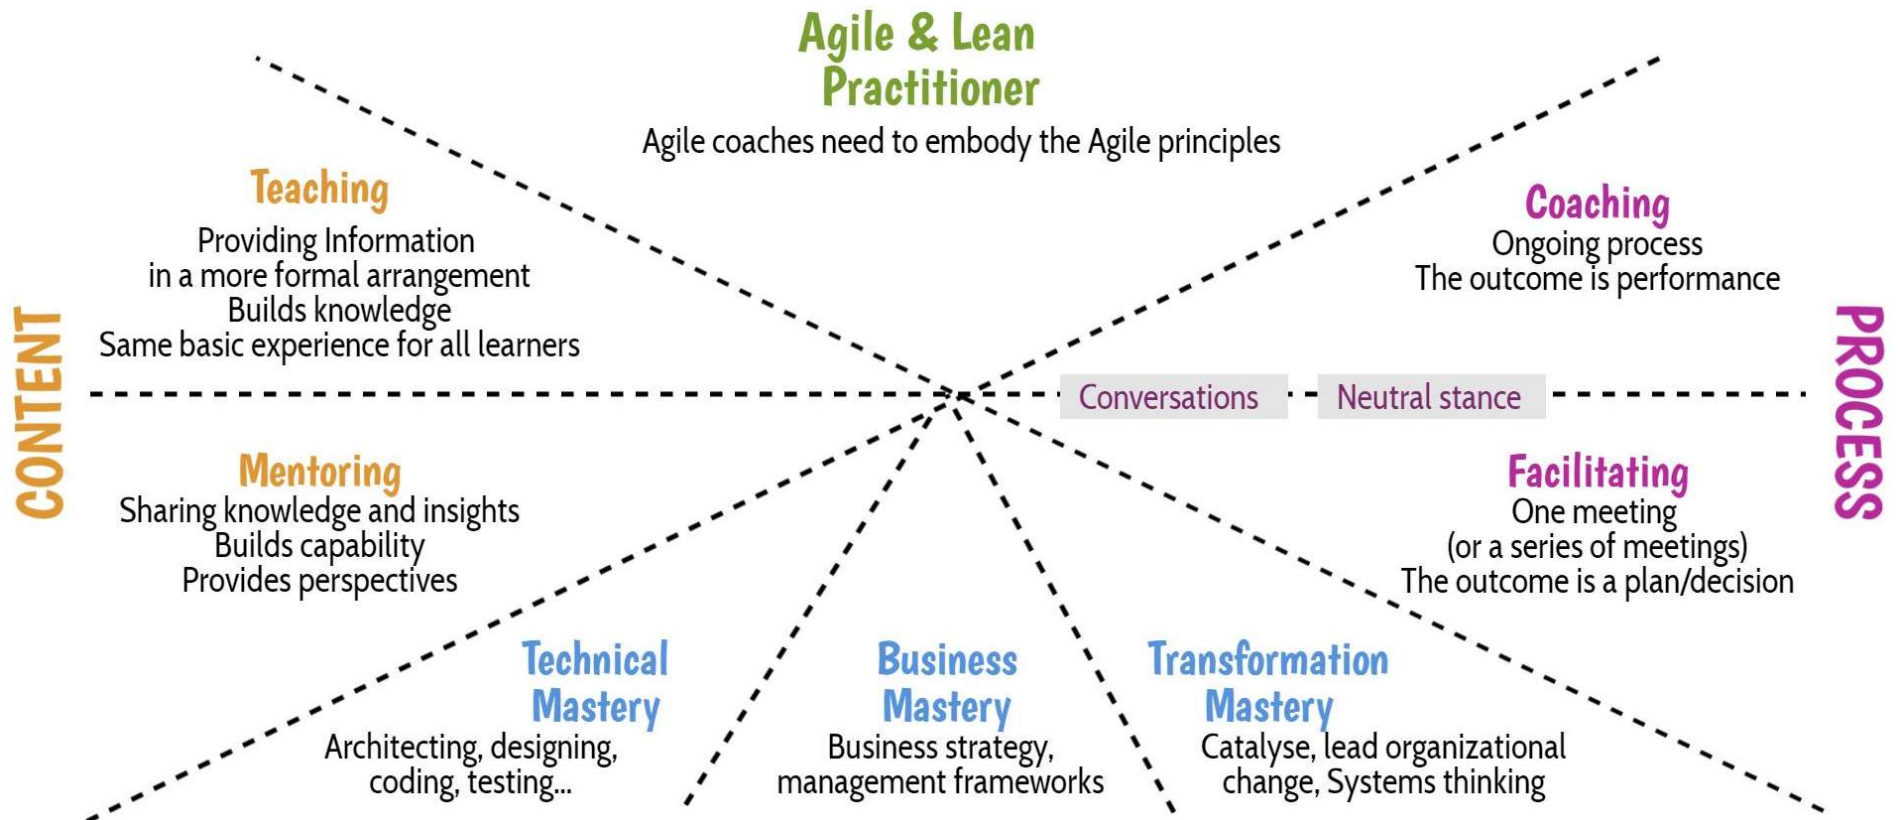 Agile & Lean
Practitioner
Agile coaches need to embody the Agile principles
Teaching
Providing Information
in a more formal arrangement
Builds knowledge
Same basic experience for all learners
Coaching
Ongoing process
The outcome is performance
CONTENT
Conversations
Neutral stance
PROCESS
Mentoring
Sharing knowledge and insights
Builds capability
Provides perspectives
Facilitating
One meeting
(or a series of meetings)
The outcome is a plan/decision
Technical
Mastery
Architecting, designing,
coding, testing...
Business
Mastery
Business strategy,
management frameworks
Transformation
Mastery
Catalyse, lead organizational
change, Systems thinking